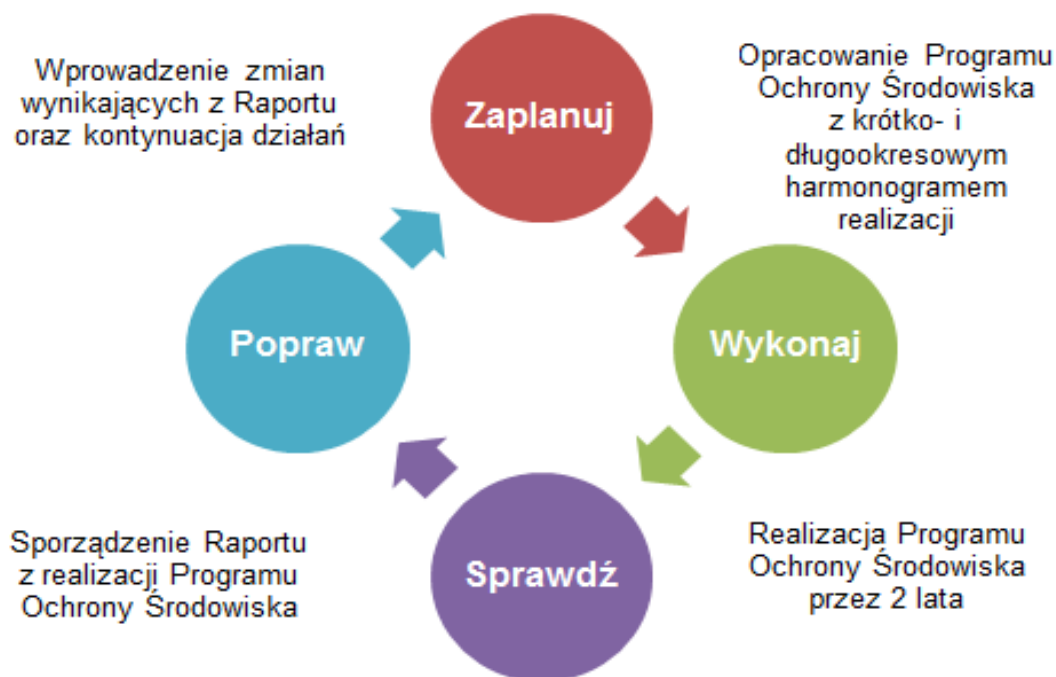 Wprowadzenie zmian
wynikających z Raportu
oraz kontynuacja działań
Zaplanuj
Opracowanie Programu
Ochrony Środowiska
z krótko- i
długookresowym
harmonogramem
realizacji
Popraw
Wykonaj
Sporządzenie Raportu
z realizacji Programu
Ochrony Środowiska
Sprawdź
Realizacja Programu
Ochrony Środowiska
przez 2 lata